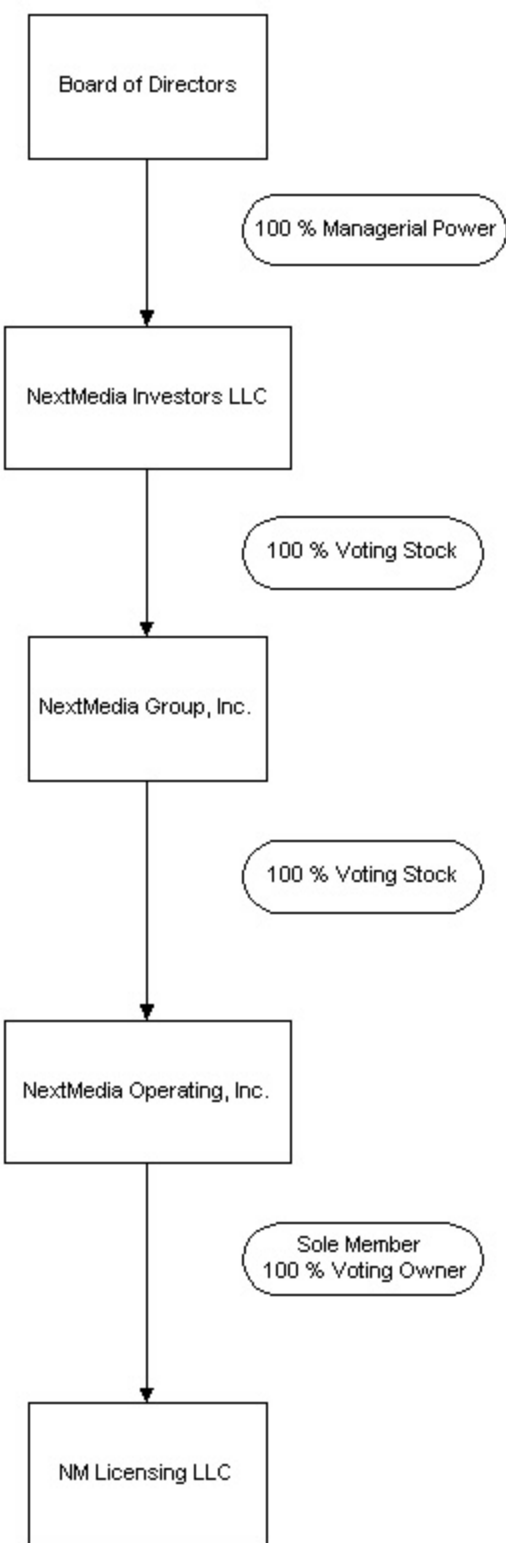 Board of Directors
100 % Managerial Power
NextMedia Investors LLC
100 % Voting Stock
NextMedia Group, Inc.
100 % Voting Stock
NextMedia Operating, Inc.
Sole Member
100 % Voting Owner
NM Licensing LLC